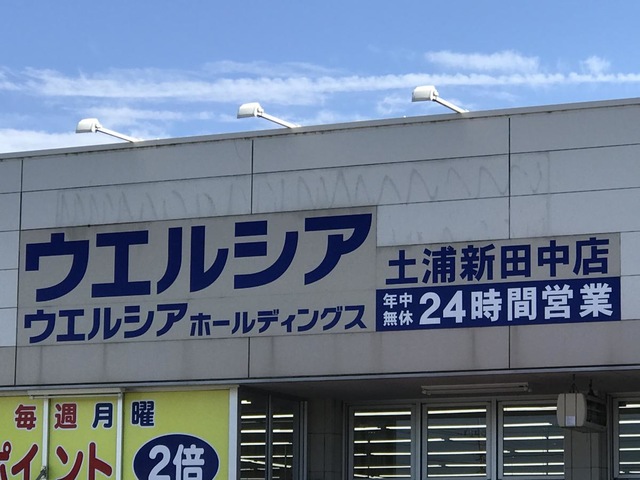 ウエルシア
ウエルシアホールディングス
土浦新田中店
年中無休 24時間営業
毎週月曜
ポイント 2倍